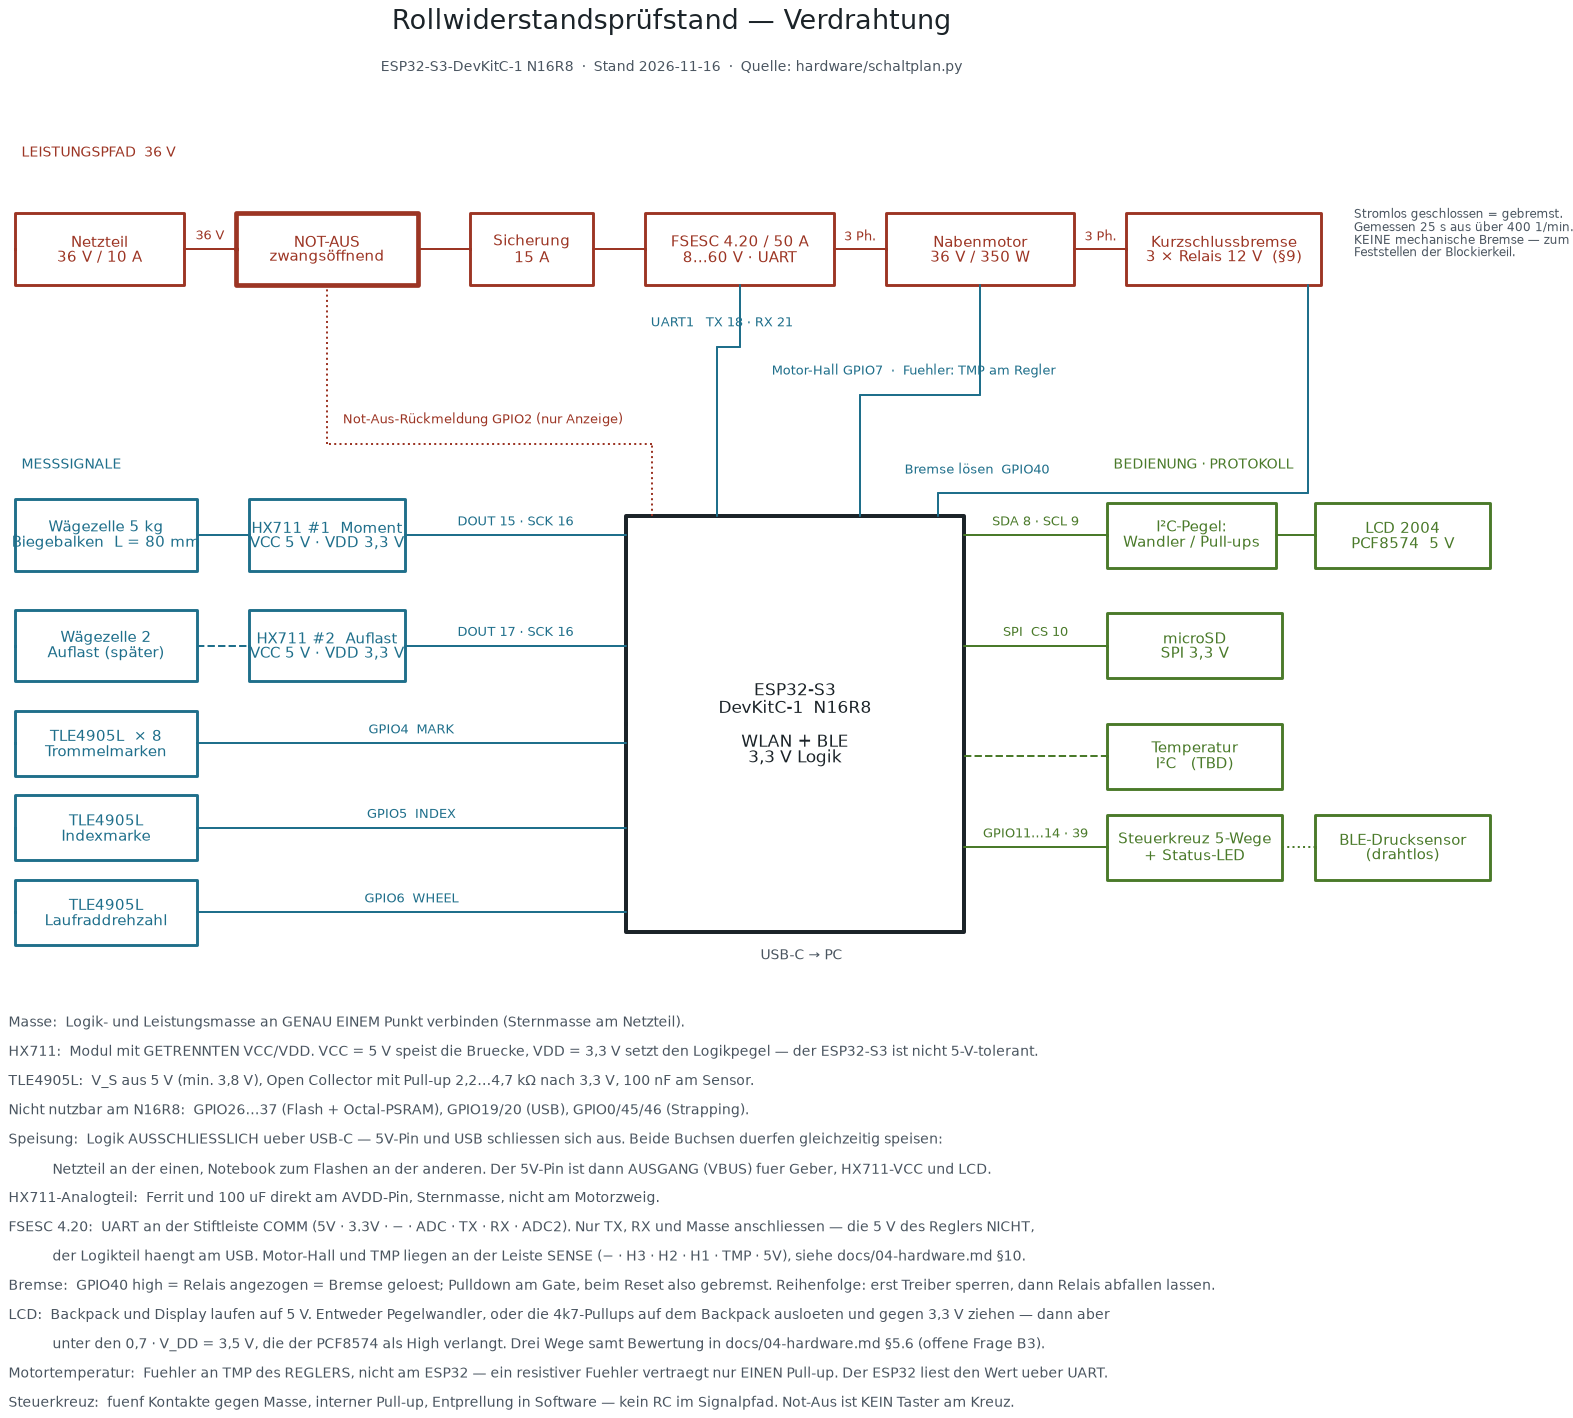 Rollwiderstandsprüfstand — Verdrahtung
ESP32-S3-DevKitC-1 N16R8 · Stand 2026-11-16 · Quelle: hardware/schaltplan.py
LEISTUNGSPFAD 36 V
Netzteil
36 V / 10 A
36 V
NOT-AUS
zwangsöffnend
Sicherung
15 A
FSESC 4.20 / 50 A
8…60 V · UART
3 Ph.
Nabenmotor
36 V / 350 W
3 Ph.
Kurzschlussbremse
3 × Relais 12 V (§9)
Stromlos geschlossen = gebremst.
Gemessen 25 s aus über 400 1/min.
KEINE mechanische Bremse — zum
Feststellen der Blockierkeil.
UART1 TX 18 · RX 21
Motor-Hall GPIO7 · Fuehler: TMP am Regler
Not-Aus-Rückmeldung GPIO2 (nur Anzeige)
Bremse lösen GPIO40
MESSSIGNALE
BEDIENUNG · PROTOKOLL
Wägezelle 5 kg
Biegebalken L = 80 mm
HX711 #1 Moment
VCC 5 V · VDD 3,3 V
DOUT 15 · SCK 16
Wägezelle 2
Auflast (später)
HX711 #2 Auflast
VCC 5 V · VDD 3,3 V
DOUT 17 · SCK 16
TLE4905L × 8
Trommelmarken
GPIO4 MARK
TLE4905L
Indexmarke
GPIO5 INDEX
TLE4905L
Laufraddrehzahl
GPIO6 WHEEL
ESP32-S3
DevKitC-1 N16R8
WLAN + BLE
3,3 V Logik
USB-C → PC
SDA 8 · SCL 9
I²C-Pegel:
Wandler / Pull-ups
LCD 2004
PCF8574 5 V
SPI CS 10
microSD
SPI 3,3 V
Temperatur
I²C (TBD)
GPIO11…14 · 39
Steuerkreuz 5-Wege
+ Status-LED
BLE-Drucksensor
(drahtlos)
Masse: Logik- und Leistungsmasse an GENAU EINEM Punkt verbinden (Sternmasse am Netzteil).
HX711: Modul mit GETRENNTEN VCC/VDD. VCC = 5 V speist die Bruecke, VDD = 3,3 V setzt den Logikpegel — der ESP32-S3 ist nicht 5-V-tolerant.
TLE4905L: V_S aus 5 V (min. 3,8 V), Open Collector mit Pull-up 2,2…4,7 kΩ nach 3,3 V, 100 nF am Sensor.
Nicht nutzbar am N16R8: GPIO26…37 (Flash + Octal-PSRAM), GPIO19/20 (USB), GPIO0/45/46 (Strapping).
Speisung: Logik AUSSCHLIESSLICH ueber USB-C — 5V-Pin und USB schliessen sich aus. Beide Buchsen duerfen gleichzeitig speisen:
Netzteil an der einen, Notebook zum Flashen an der anderen. Der 5V-Pin ist dann AUSGANG (VBUS) fuer Geber, HX711-VCC und LCD.
HX711-Analogteil: Ferrit und 100 uF direkt am AVDD-Pin, Sternmasse, nicht am Motorzweig.
FSESC 4.20: UART an der Stiftleiste COMM (5V · 3.3V · − · ADC · TX · RX · ADC2). Nur TX, RX und Masse anschliessen — die 5 V des Reglers NICHT,
der Logikteil haengt am USB. Motor-Hall und TMP liegen an der Leiste SENSE (− · H3 · H2 · H1 · TMP · 5V), siehe docs/04-hardware.md §10.
Bremse: GPIO40 high = Relais angezogen = Bremse geloest; Pulldown am Gate, beim Reset also gebremst. Reihenfolge: erst Treiber sperren, dann Relais abfallen lassen.
LCD: Backpack und Display laufen auf 5 V. Entweder Pegelwandler, oder die 4k7-Pullups auf dem Backpack ausloeten und gegen 3,3 V ziehen — dann aber
unter den 0,7 · V_DD = 3,5 V, die der PCF8574 als High verlangt. Drei Wege samt Bewertung in docs/04-hardware.md §5.6 (offene Frage B3).
Motortemperatur: Fuehler an TMP des REGLERS, nicht am ESP32 — ein resistiver Fuehler vertraegt nur EINEN Pull-up. Der ESP32 liest den Wert ueber UART.
Steuerkreuz: fuenf Kontakte gegen Masse, interner Pull-up, Entprellung in Software — kein RC im Signalpfad. Not-Aus ist KEIN Taster am Kreuz.